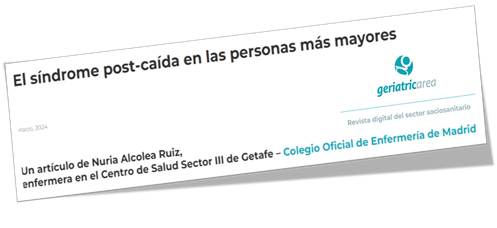 El síndrome post-caída en las personas más mayores
Marzo, 2024
geriatricarea
Revista digital del sector sociosanitario
Un artículo de Nuria Alcolea Ruiz,
enfermera en el Centro de Salud Sector III de Getafe – Colegio Oficial de Enfermería de Madrid